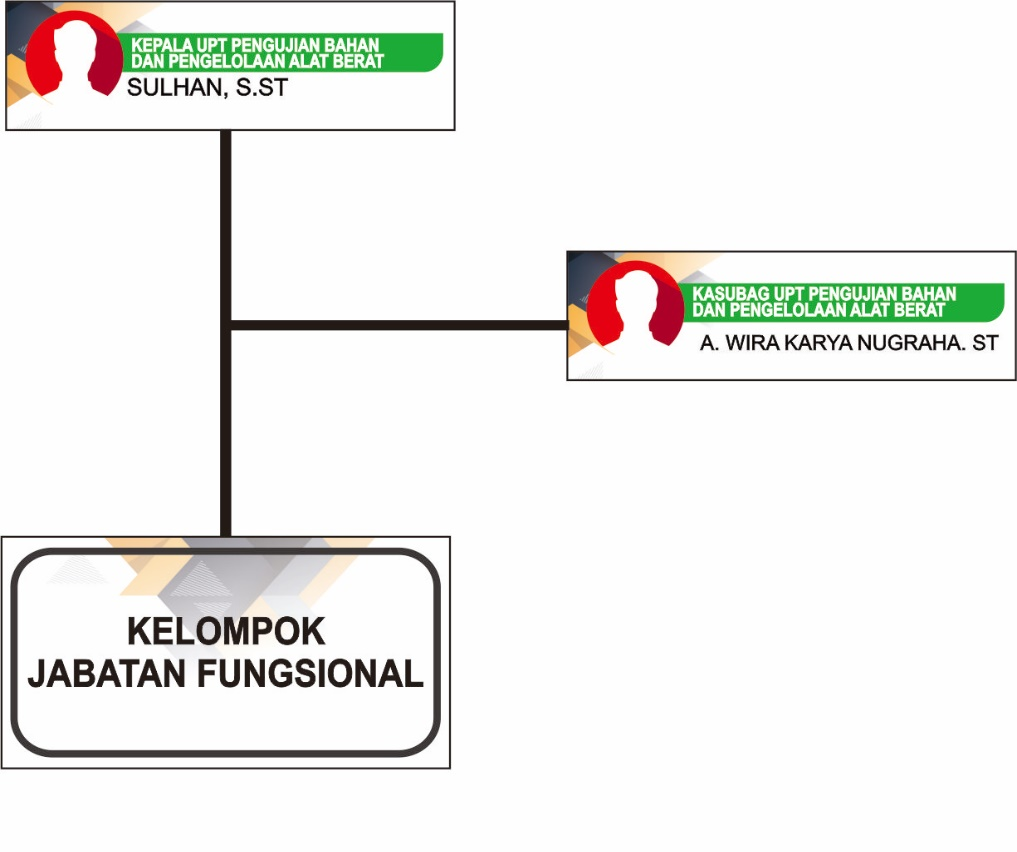 KEPALA UPT PENGUJIAN BAHAN
DAN PENGELOLAAN ALAT BERAT
SULHAN, S.ST
KASUBAG UPT PENGUJIAN BAHAN
DAN PENGELOLAAN ALAT BERAT
A. WIRA KARYA NUGRAHA. ST
KELOMPOK
JABATAN FUNGSIONAL